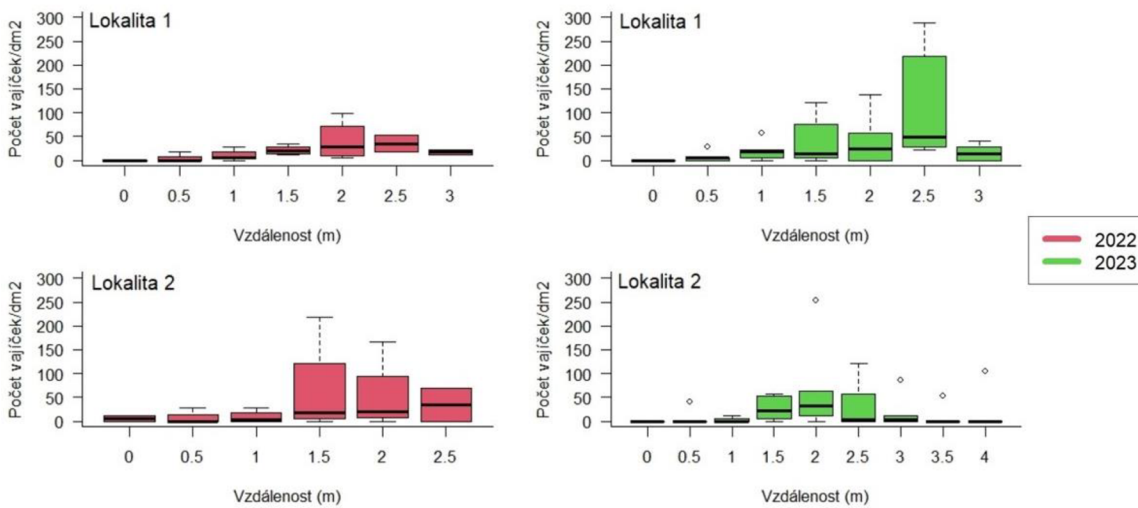 Lokalita 1
Počet vajíček/dm2
300
250
200
150
100
50
0
0 0.5 1 1.5 2 2.5 3
Vzdálenost (m)
Lokalita 1
Počet vajíček/dm2
300
250
200
150
100
50
0
0 0.5 1 1.5 2 2.5 3
Vzdálenost (m)
2022
2023
Lokalita 2
Počet vajíček/dm2
300
250
200
150
100
50
0
0 0.5 1 1.5 2 2.5
Vzdálenost (m)
Lokalita 2
Počet vajíček/dm2
300
250
200
150
100
50
0
0 0.5 1 1.5 2 2.5 3 3.5 4
Vzdálenost (m)